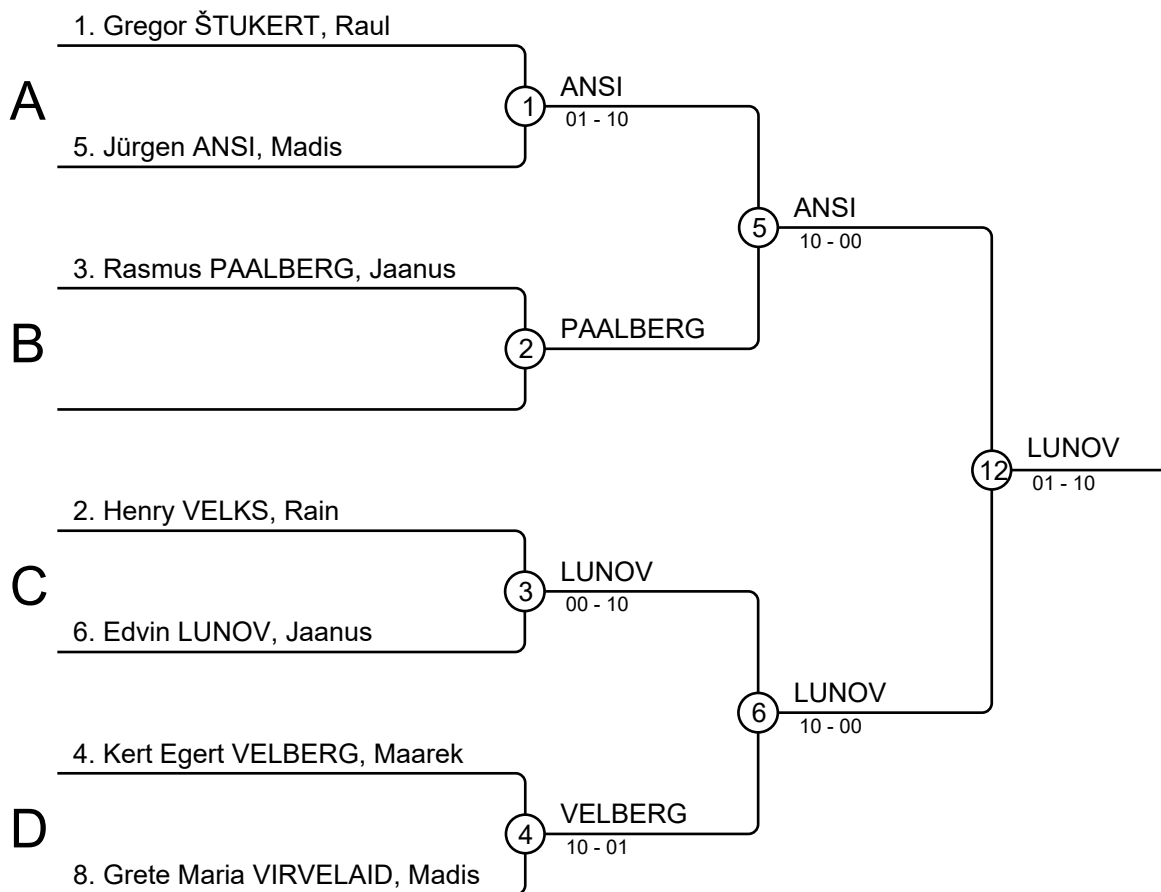 1. Gregor ŠTUKERT, Raul
A
1
ANSI
01 - 10
5. Jürgen ANSI, Madis
5
ANSI
10 - 00
3. Rasmus PAALBERG, Jaanus
B
2
PAALBERG
12
LUNOV
01 - 10
2. Henry VELKS, Rain
C
3
LUNOV
00 - 10
6. Edvin LUNOV, Jaanus
6
LUNOV
10 - 00
4. Kert Egert VELBERG, Maarek
D
4
VELBERG
10 - 01
8. Grete Maria VIRVELAID, Madis